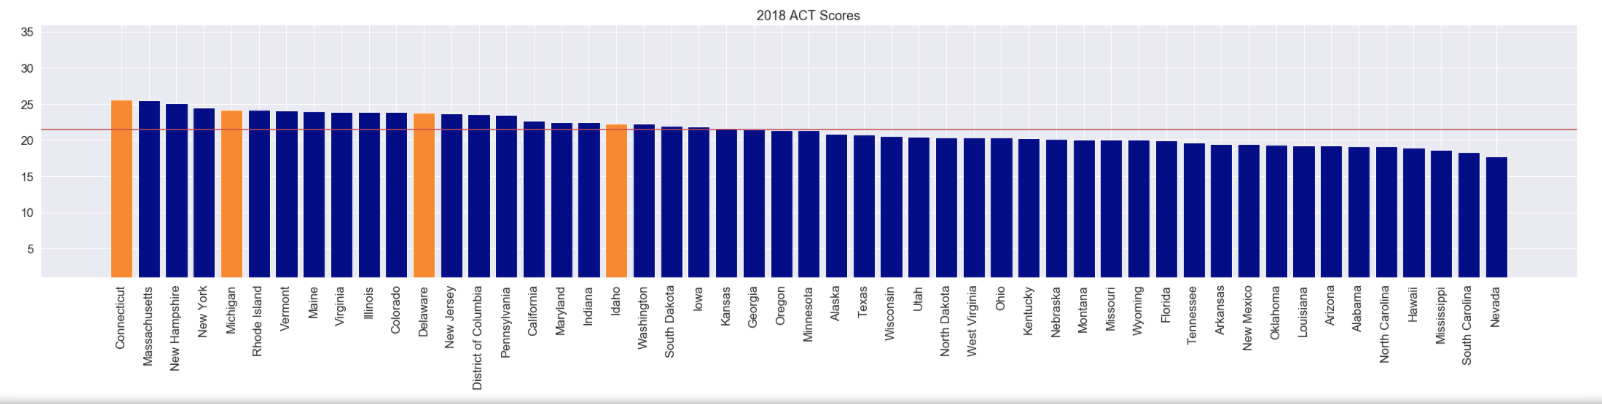 2018 ACT Scores
35
30
25
20
15
10
5
Connecticut
Massachusetts
New Hampshire
New York
Michigan
Rhode Island
Vermont
Maine
Virginia
Illinois
Colorado
Delaware
New Jersey
District of Columbia
Pennsylvania
California
Maryland
Indiana
Idaho
Washington
South Dakota
Iowa
Kansas
Georgia
Oregon
Minnesota
Alaska
Texas
Wisconsin
Utah
North Dakota
West Virginia
Ohio
Kentucky
Nebraska
Montana
Missouri
Wyoming
Florida
Tennessee
Arkansas
New Mexico
Oklahoma
Louisiana
Arizona
Alabama
North Carolina
Hawaii
Mississippi
South Carolina
Nevada